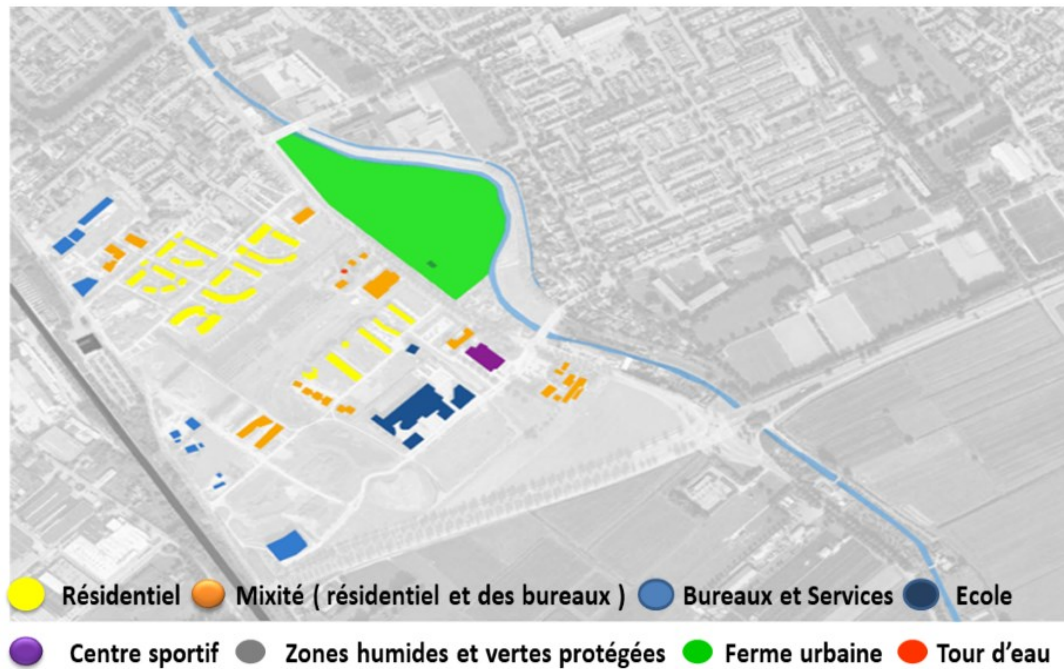 Résidentiel Mixité ( résidentiel et des bureaux ) Bureaux et Services Ecole
Centre sportif Zones humides et vertes protégées Ferme urbaine Tour d'eau